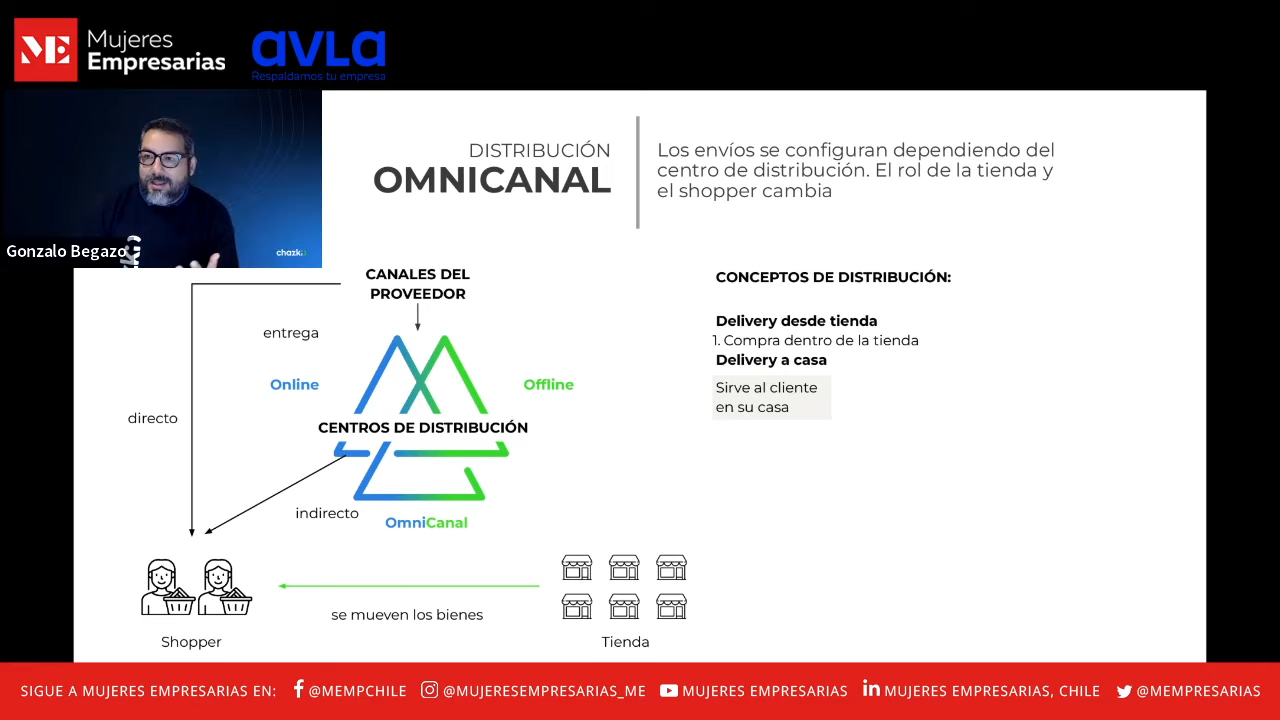 ME Mujeres
Empresarias
avla
Respaldamos tu empresa
Gonzalo Begazo
chazki
DISTRIBUCIÓN
OMNICANAL
Los envíos se configuran dependiendo del
centro de distribución. El rol de la tienda y
el shopper cambia
CANALES DEL
PROVEEDOR
entrega
Online
Offline
directo
CENTROS DE DISTRIBUCIÓN
indirecto
OmniCanal
se mueven los bienes
Shopper
Tienda
CONCEPTOS DE DISTRIBUCIÓN:
Delivery desde tienda
1. Compra dentro de la tienda
Delivery a casa
Sirve al cliente
en su casa
SIGUE A MUJERES EMPRESARIAS EN: @MEMPCHILE @MUJERESEMPRESARIAS_ME MUJERES EMPRESARIAS MUJERES EMPRESARIAS, CHILE @MEMPRESARIAS